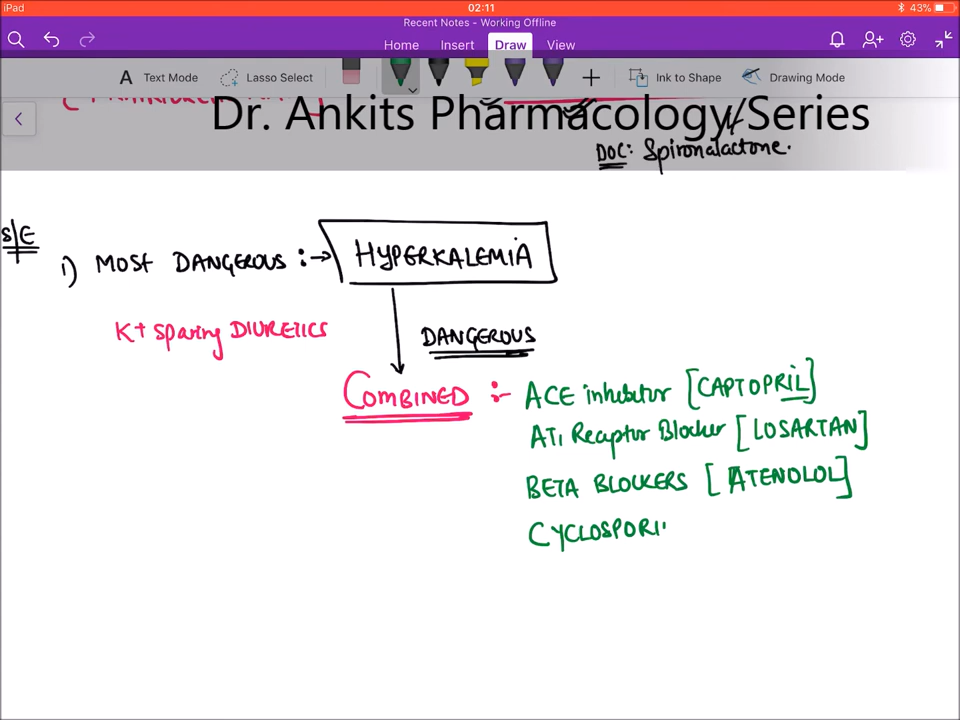 iPad 02:11 43%
Recent Notes - Working Offline
Home Insert Draw View
Text Mode Lasso Select Ink to Shape Drawing Mode
Dr. Ankits Pharmacology Series
DOC: Spironalactone.
S/E
1) MOST DANGEROUS :→ HYPERKALEMIA
K+ sparing DIURETICS
DANGEROUS
COMBINED :- ACE inhibitor [CAPTOPRIL]
AT1 Receptor Blocker [LOSARTAN]
BETA BLOCKERS [ATENOLOL]
CYCLOSPORI